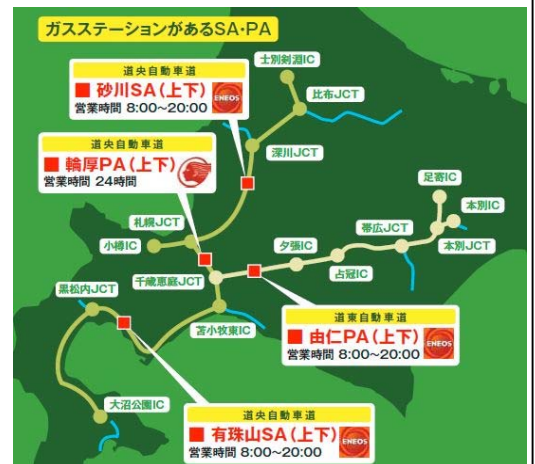 ガスステーションがあるSA・PA
道央自動車道
■ 砂川SA(上下)
営業時間 8:00~20:00
ENEOS
士別剣淵IC
比布JCT
道央自動車道
■ 輪厚PA(上下)
営業時間 24時間
深川JCT
足寄IC
本別IC
札幌JCT
帯広JCT
小樽IC
夕張IC
本別JCT
占冠IC
千歳恵庭JCT
黒松内JCT
苫小牧東IC
道東自動車道
■ 由仁PA(上下)
営業時間 8:00~20:00
ENEOS
大沼公園IC
道央自動車道
■ 有珠山SA(上下)
営業時間 8:00~20:00
ENEOS